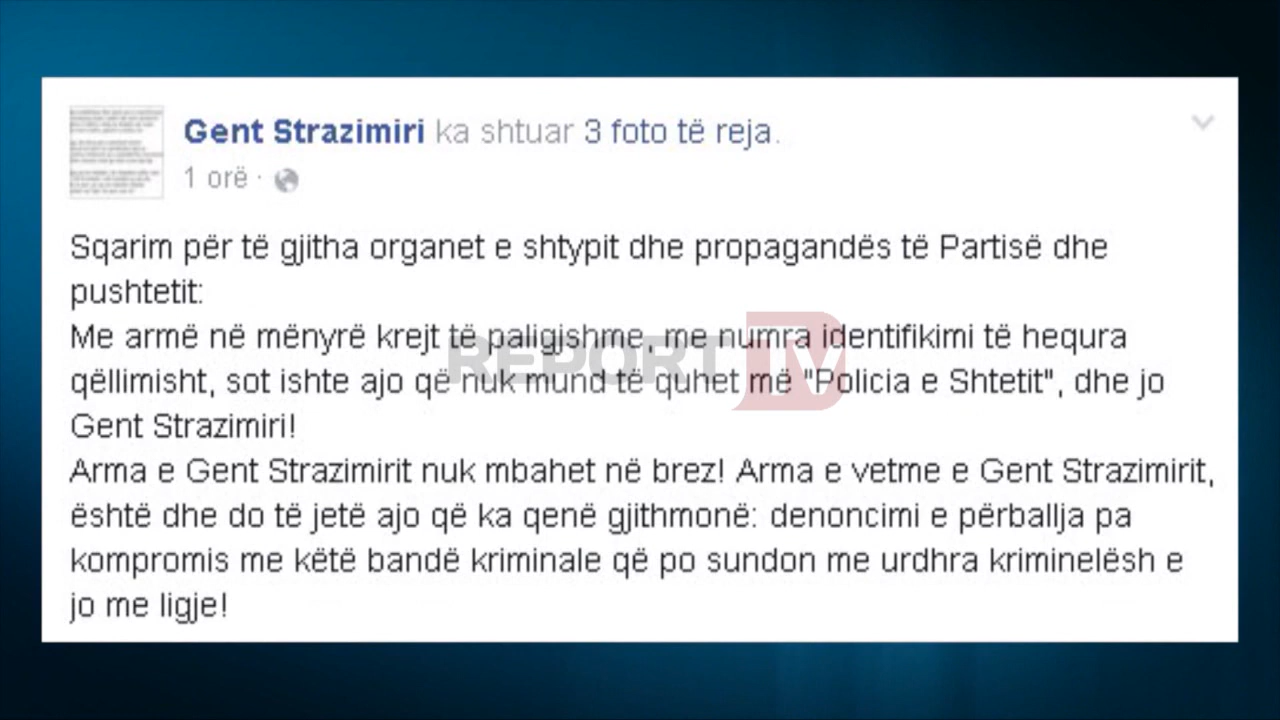 Gent Strazimiri ka shtuar 3 foto të reja.
1 orë ·
Sqarim për të gjitha organet e shtypit dhe propagandës të Partisë dhe
pushtetit:
Me armë në mënyrë krejt të paligjshme, me numra identifikimi të hequra
qëllimisht, sot ishte ajo që nuk mund të quhet më "Policia e Shtetit", dhe jo
Gent Strazimiri!
Arma e Gent Strazimirit nuk mbahet në brez! Arma e vetme e Gent Strazimirit,
është dhe do të jetë ajo që ka qenë gjithmonë: denoncimi e përballja pa
kompromis me këtë bandë kriminale që po sundon me urdhra kriminelësh e
jo me ligje!
REPORT TV